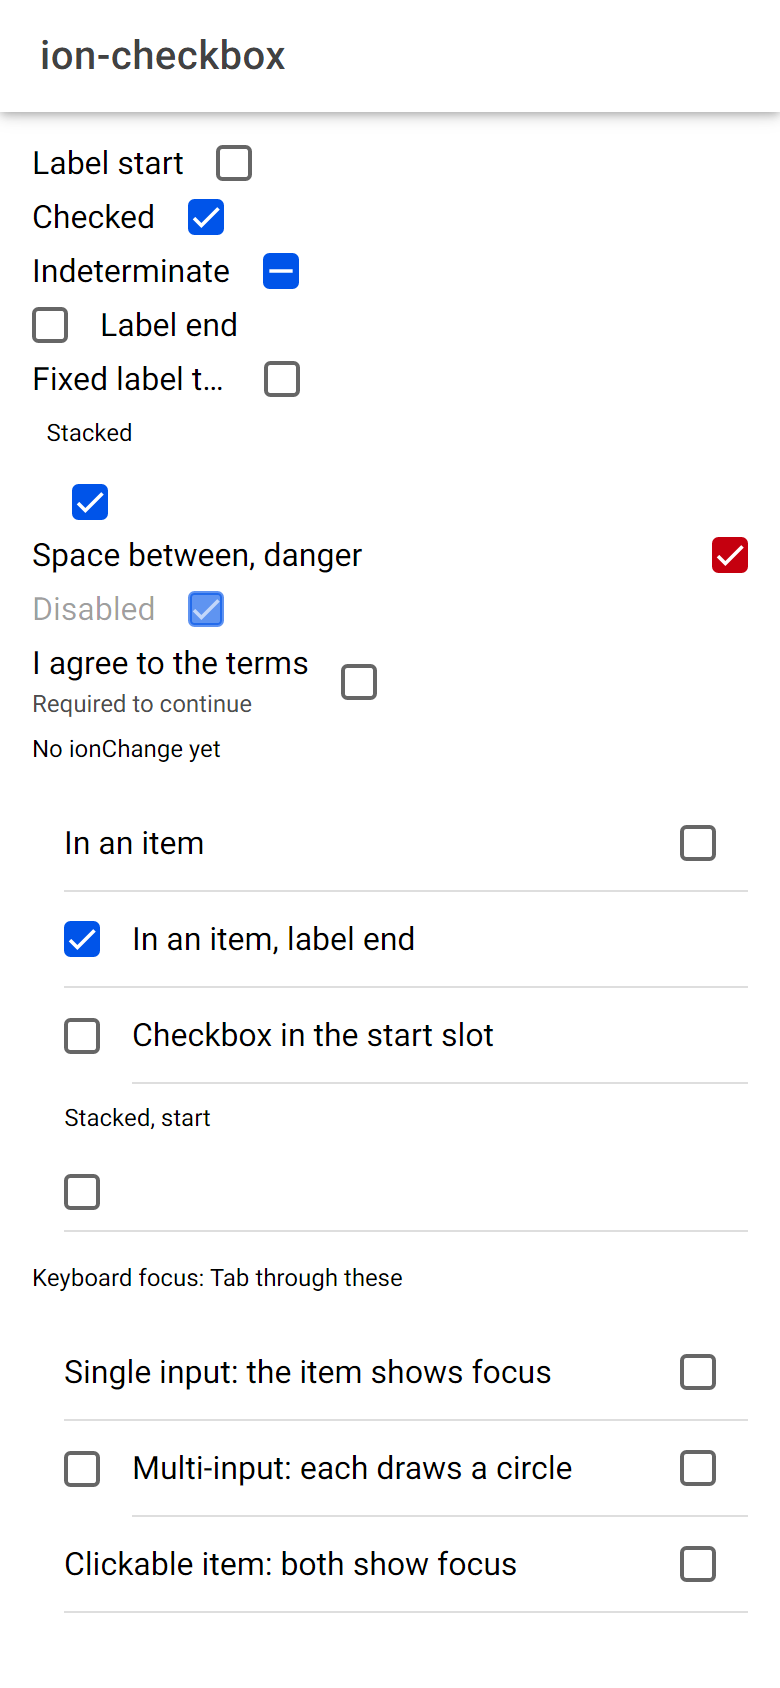 ion-checkbox
Label start
Checked
Indeterminate
Label end
Fixed label t...
Stacked
Space between, danger
Disabled
I agree to the terms
Required to continue
No ionChange yet
In an item
In an item, label end
Checkbox in the start slot
Stacked, start
Keyboard focus: Tab through these
Single input: the item shows focus
Multi-input: each draws a circle
Clickable item: both show focus